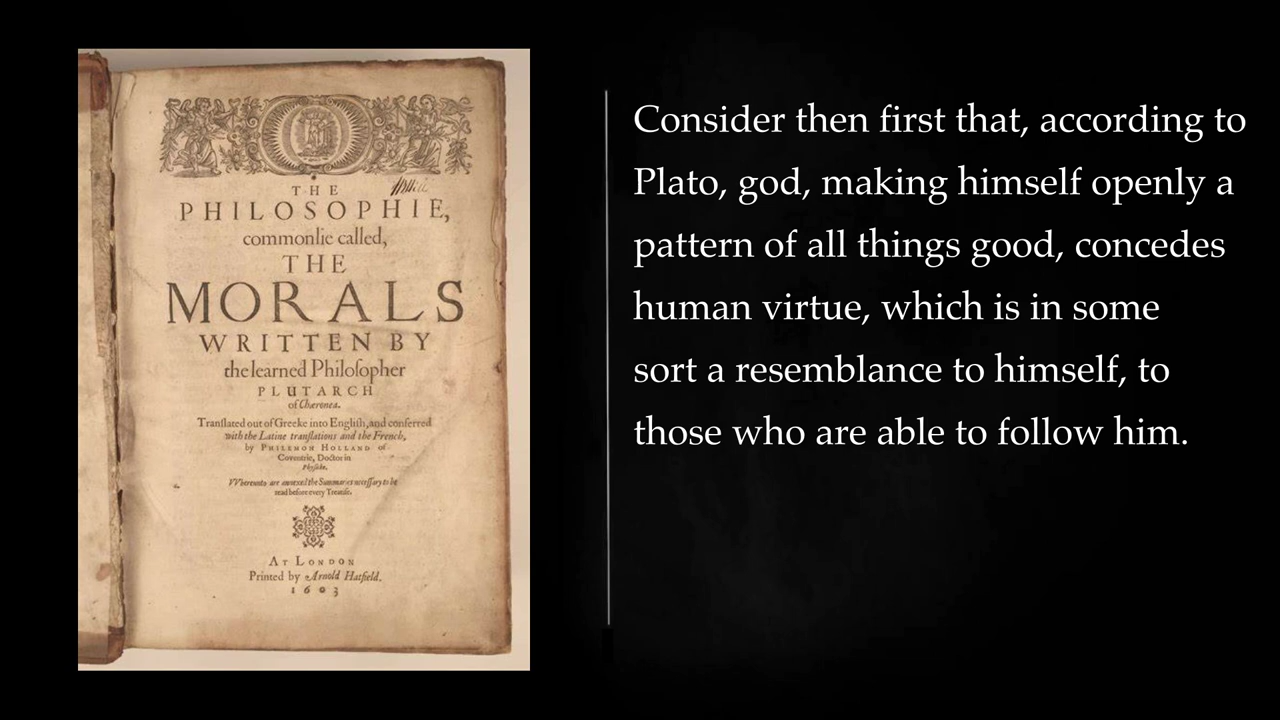 THE
PHILOSOPHIE,
commonlie called,
THE
MORALS
WRITTEN BY
the learned Philoſopher
PLUTARCH
of Chæronea.
Tranſlated out of Greeke into Engliſh, and conferred
with the Latine tranſlations and the French,
by PHILEMON HOLLAND of
Coventrie, Doctor in
Phyſicke.
VVhereunto are annexed the Summaries neceſſary to be
read before every Treatiſe.
AT LONDON
Printed by Arnold Hatfield.
1603
Consider then first that, according to
Plato, god, making himself openly a
pattern of all things good, concedes
human virtue, which is in some
sort a resemblance to himself, to
those who are able to follow him.